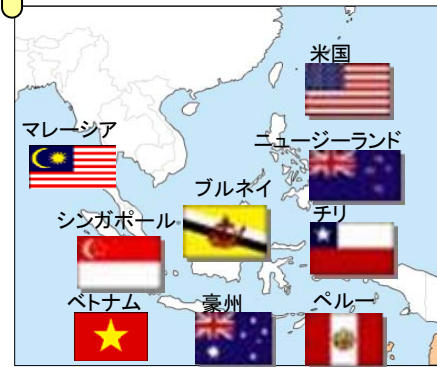 米国
マレーシア
ニュージーランド
ブルネイ
シンガポール
チリ
ベトナム
豪州
ペルー